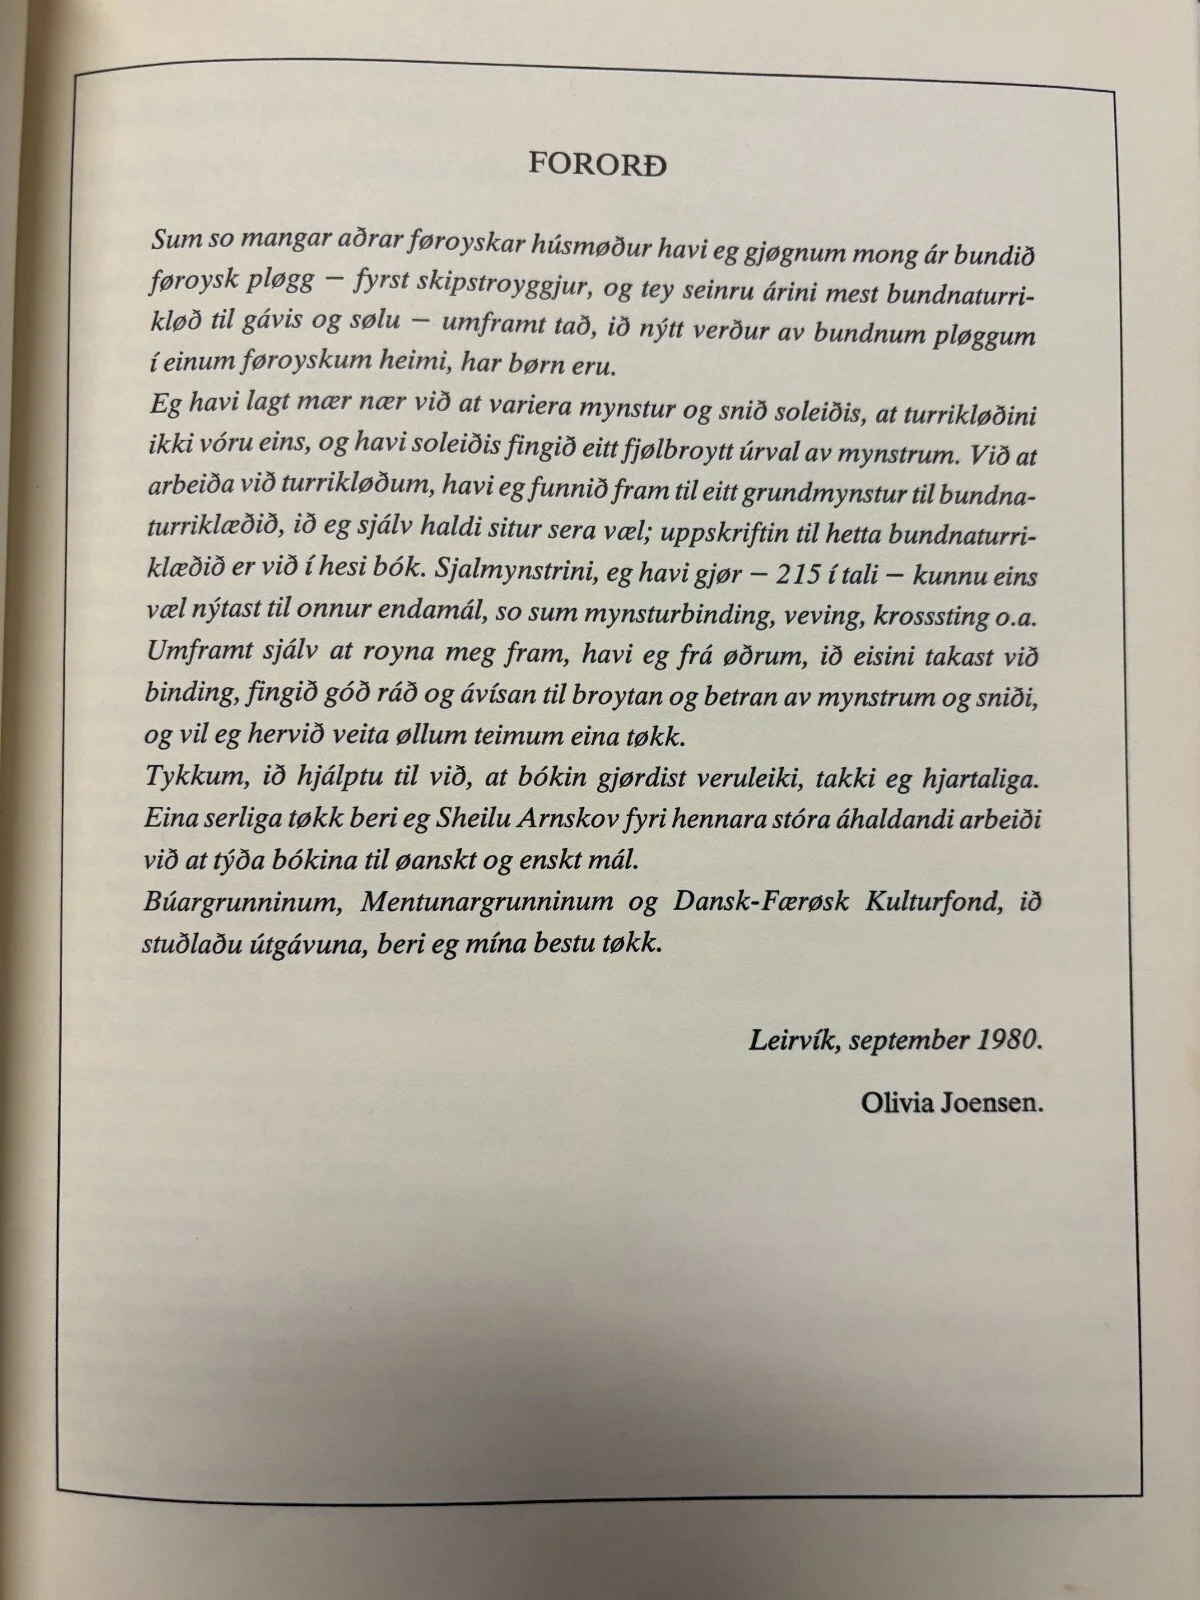 FORORÐ
Sum so mangar aðrar føroyskar húsmøður havi eg gjøgnum mong ár bundið
føroysk pløgg — fyrst skipstroyggjur, og tey seinru árini mest bundnaturri-
kløð til gávis og sølu — umframt tað, ið nýtt verður av bundnum pløggum
í einum føroyskum heimi, har børn eru.
Eg havi lagt mær nær við at variera mynstur og snið soleiðis, at turrikløðini
ikki vóru eins, og havi soleiðis fingið eitt fjølbroytt úrval av mynstrum. Við at
arbeiða við turrikløðum, havi eg funnið fram til eitt grundmynstur til bundna-
turriklæðið, ið eg sjálv haldi situr sera væl; uppskriftin til hetta bundnaturri-
klæðið er við í hesi bók. Sjalmynstrini, eg havi gjør — 215 í tali — kunnu eins
væl nýtast til onnur endamál, so sum mynsturbinding, veving, krosssting o.a.
Umframt sjálv at royna meg fram, havi eg frá øðrum, ið eisini takast við
binding, fingið góð ráð og ávísan til broytan og betran av mynstrum og sniði,
og vil eg hervið veita øllum teimum eina tøkk.
Tykkum, ið hjálptu til við, at bókin gjørdist veruleiki, takki eg hjartaliga.
Eina serliga tøkk beri eg Sheilu Arnskov fyri hennara stóra áhaldandi arbeiði
við at týða bókina til øanskt og enskt mál.
Búargrunninum, Mentunargrunninum og Dansk-Færøsk Kulturfond, ið
stuðlaðu útgávuna, beri eg mína bestu tøkk.
Leirvík, september 1980.
Olivia Joensen.